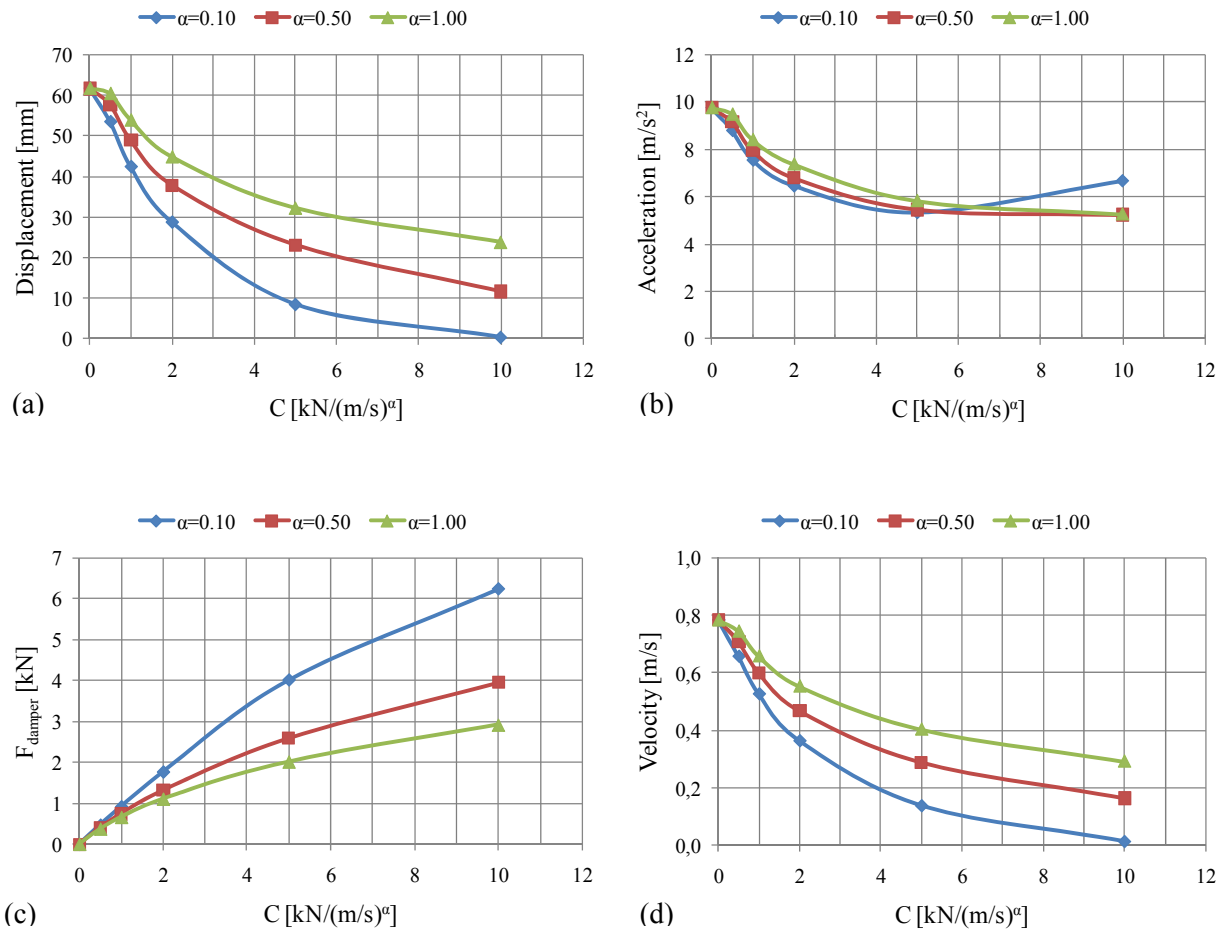 α=0.10 α=0.50 α=1.00
70
60
50
40
30
20
10
0
Displacement [mm]
0 2 4 6 8 10 12
C [kN/(m/s)ᵅ]
(a)
α=0.10 α=0.50 α=1.00
12
10
8
6
4
2
0
Acceleration [m/s²]
0 2 4 6 8 10 12
C [kN/(m/s)ᵅ]
(b)
α=0.10 α=0.50 α=1.00
7
6
5
4
3
2
1
0
F_damper [kN]
0 2 4 6 8 10 12
C [kN/(m/s)ᵅ]
(c)
α=0.10 α=0.50 α=1.00
1,0
0,8
0,6
0,4
0,2
0,0
Velocity [m/s]
0 2 4 6 8 10 12
C [kN/(m/s)ᵅ]
(d)